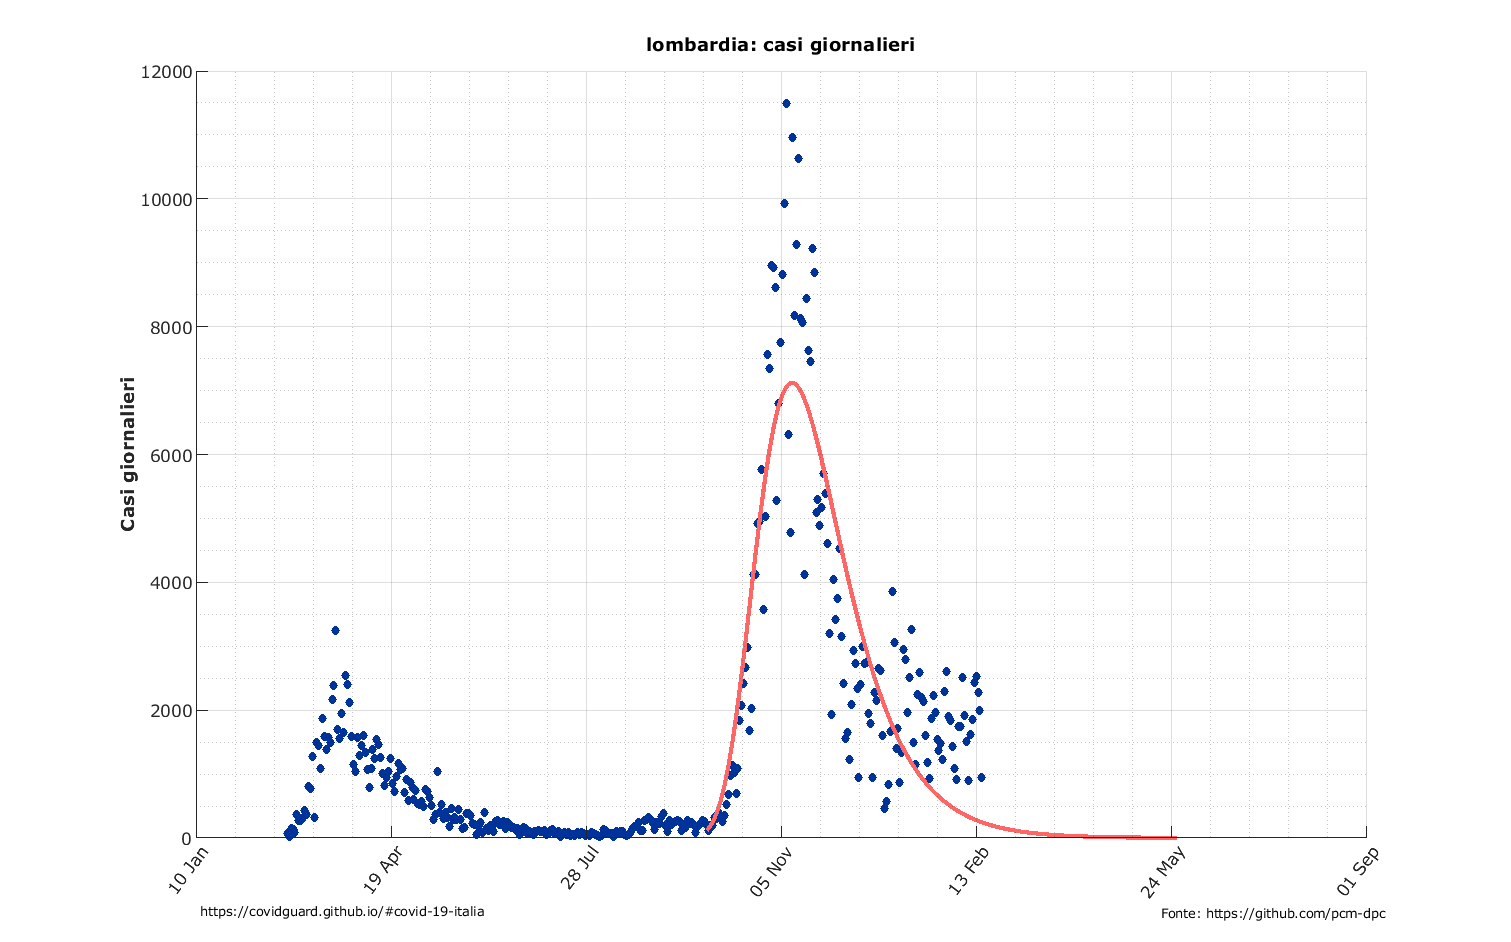 lombardia: casi giornalieri
12000
10000
8000
6000
4000
2000
0
Casi giornalieri
10 Jan
19 Apr
28 Jul
05 Nov
13 Feb
24 May
01 Sep
https://covidguard.github.io/#covid-19-italia
Fonte: https://github.com/pcm-dpc